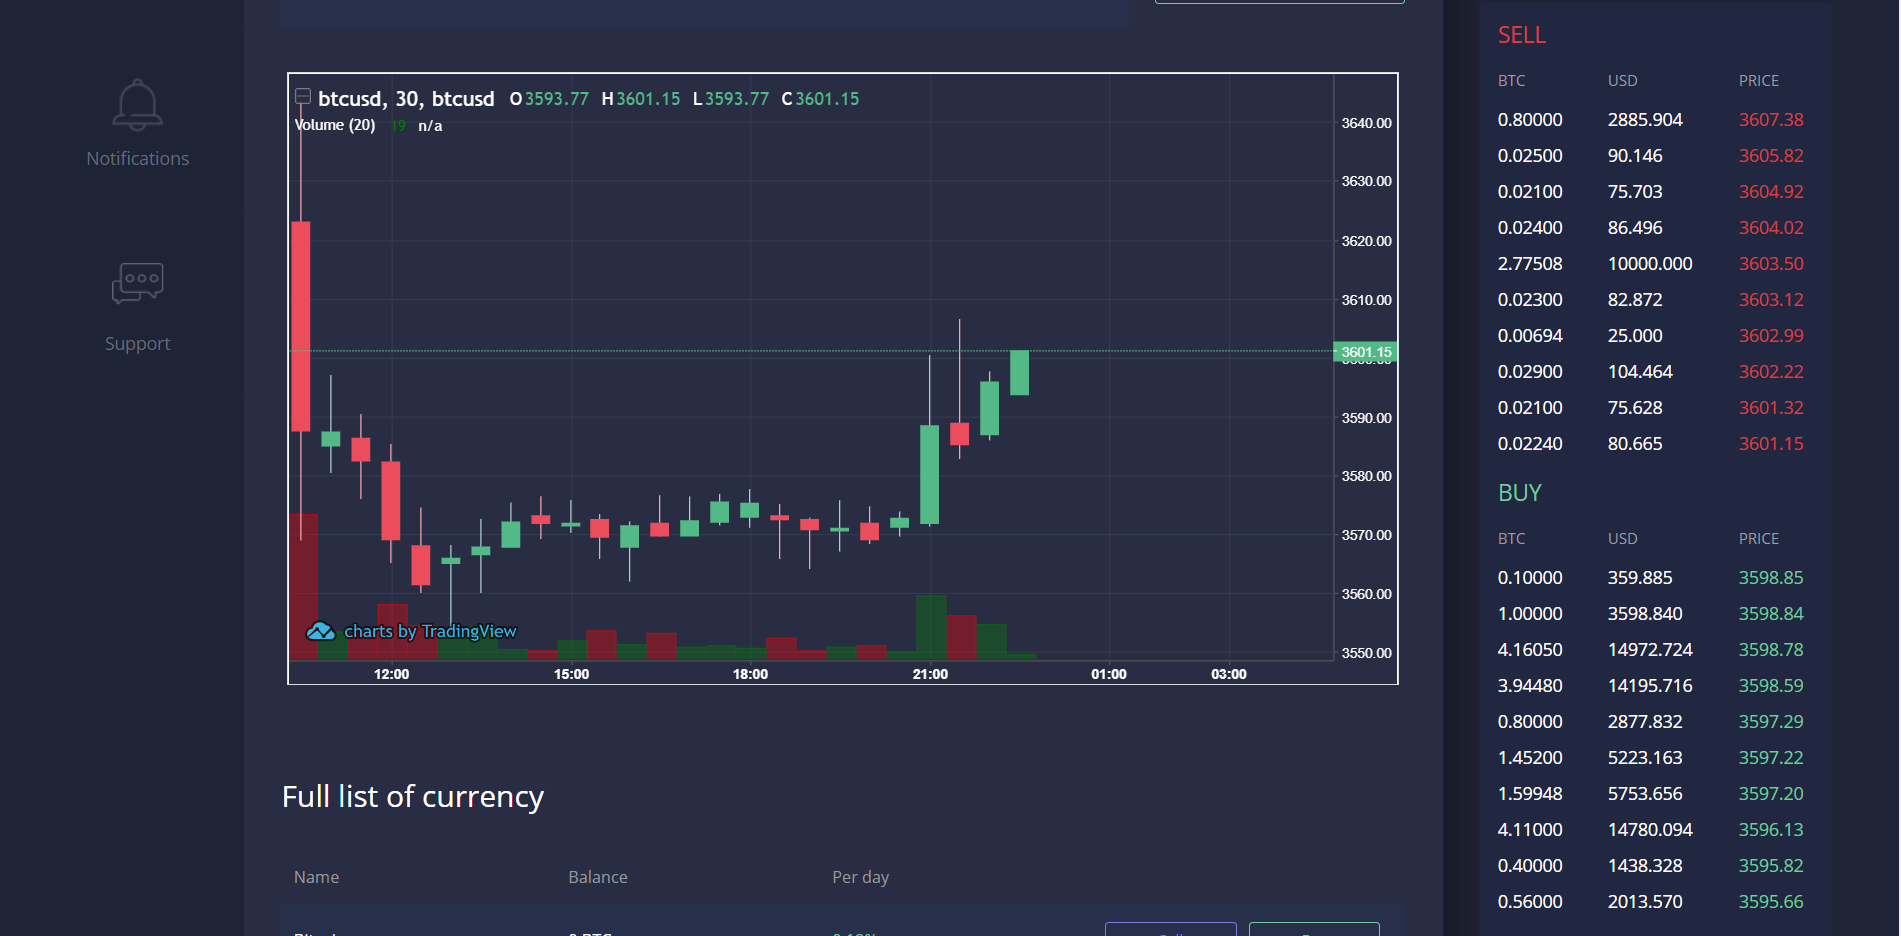 Notifications
Support
btcusd, 30, btcusd O 3593.77 H 3601.15 L 3593.77 C 3601.15
Volume (20) 19 n/a
3640.00
3630.00
3620.00
3610.00
3601.15
3590.00
3580.00
3570.00
3560.00
3550.00
charts by TradingView
12:00 15:00 18:00 21:00 01:00 03:00
Full list of currency
Name Balance Per day
SELL
BTC USD PRICE
0.80000 2885.904 3607.38
0.02500 90.146 3605.82
0.02100 75.703 3604.92
0.02400 86.496 3604.02
2.77508 10000.000 3603.50
0.02300 82.872 3603.12
0.00694 25.000 3602.99
0.02900 104.464 3602.22
0.02100 75.628 3601.32
0.02240 80.665 3601.15
BUY
BTC USD PRICE
0.10000 359.885 3598.85
1.00000 3598.840 3598.84
4.16050 14972.724 3598.78
3.94480 14195.716 3598.59
0.80000 2877.832 3597.29
1.45200 5223.163 3597.22
1.59948 5753.656 3597.20
4.11000 14780.094 3596.13
0.40000 1438.328 3595.82
0.56000 2013.570 3595.66